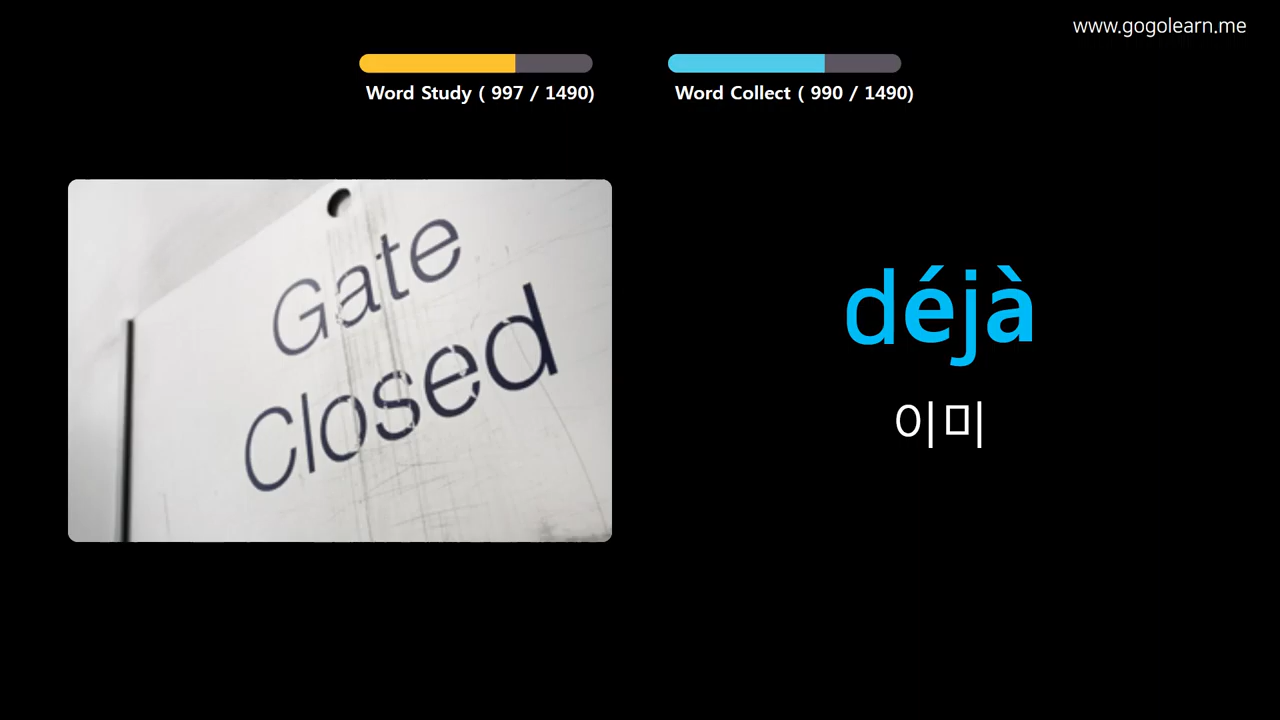 www.gogolearn.me
Word Study ( 997 / 1490)
Word Collect ( 990 / 1490)
Gate
Closed
déjà
이미